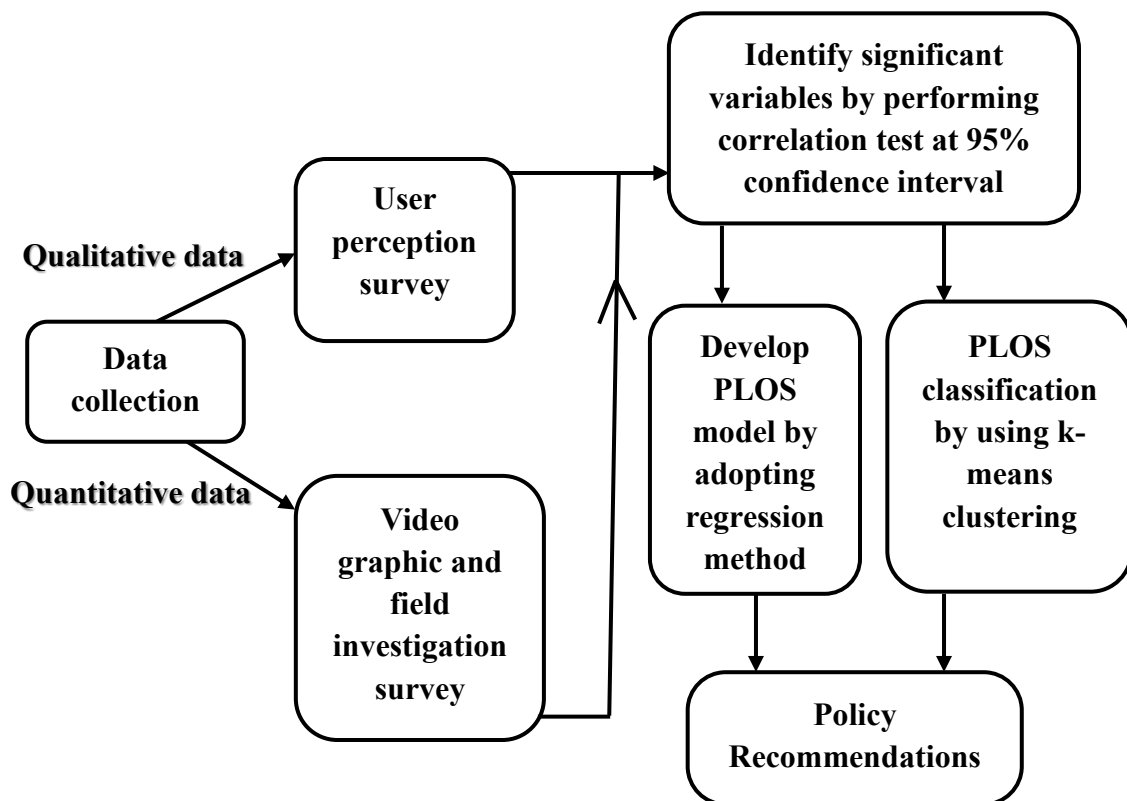 Identify significant
variables by performing
correlation test at 95%
confidence interval
User
perception
survey
Qualitative data
Data
collection
Quantitative data
Video
graphic and
field
investigation
survey
Develop
PLOS
model by
adopting
regression
method
PLOS
classification
by using k-
means
clustering
Policy
Recommendations